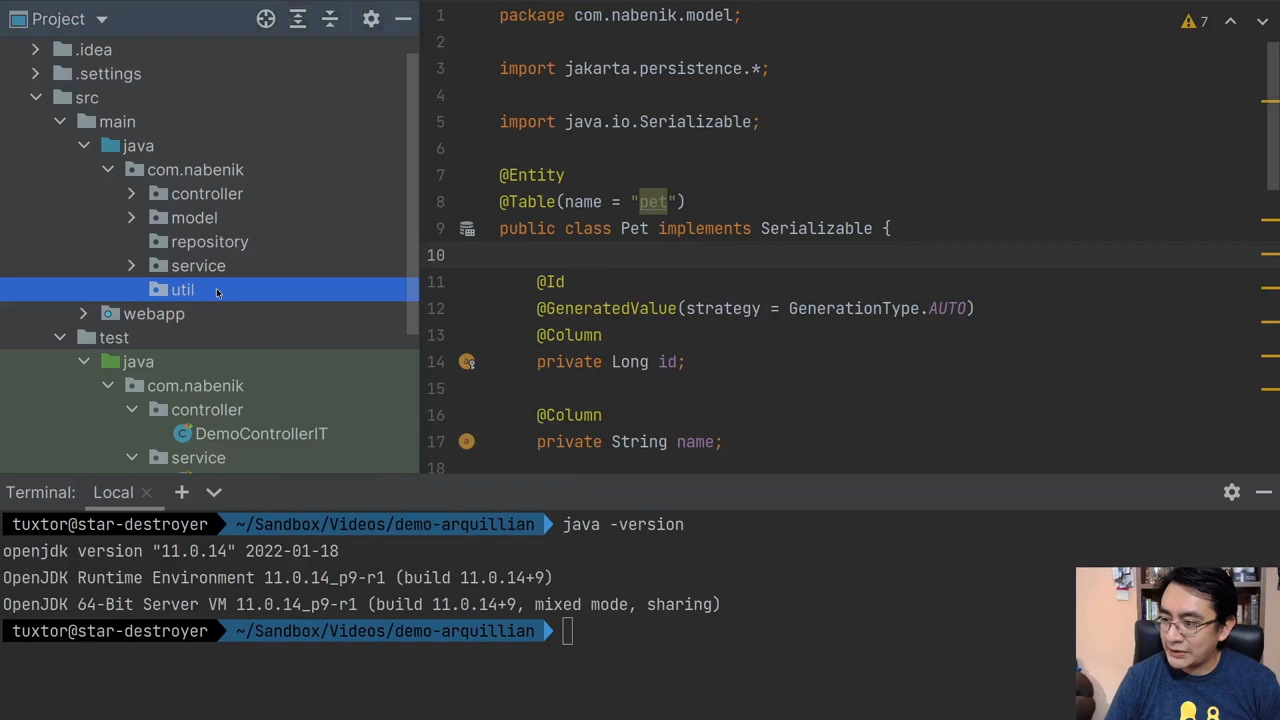 Project
.idea
.settings
src
main
java
com.nabenik
controller
model
repository
service
util
webapp
test
java
com.nabenik
controller
DemoControllerIT
service
7
1 package com.nabenik.model;
2
3 import jakarta.persistence.*;
4
5 import java.io.Serializable;
6
7 @Entity
8 @Table(name = "pet")
9 public class Pet implements Serializable {
10
11 @Id
12 @GeneratedValue(strategy = GenerationType.AUTO)
13 @Column
14 private Long id;
15
16 @Column
17 private String name;
18
Terminal: Local
tuxtor@star-destroyer ~/Sandbox/Videos/demo-arquillian java -version
openjdk version "11.0.14" 2022-01-18
OpenJDK Runtime Environment 11.0.14_p9-r1 (build 11.0.14+9)
OpenJDK 64-Bit Server VM 11.0.14_p9-r1 (build 11.0.14+9, mixed mode, sharing)
tuxtor@star-destroyer ~/Sandbox/Videos/demo-arquillian